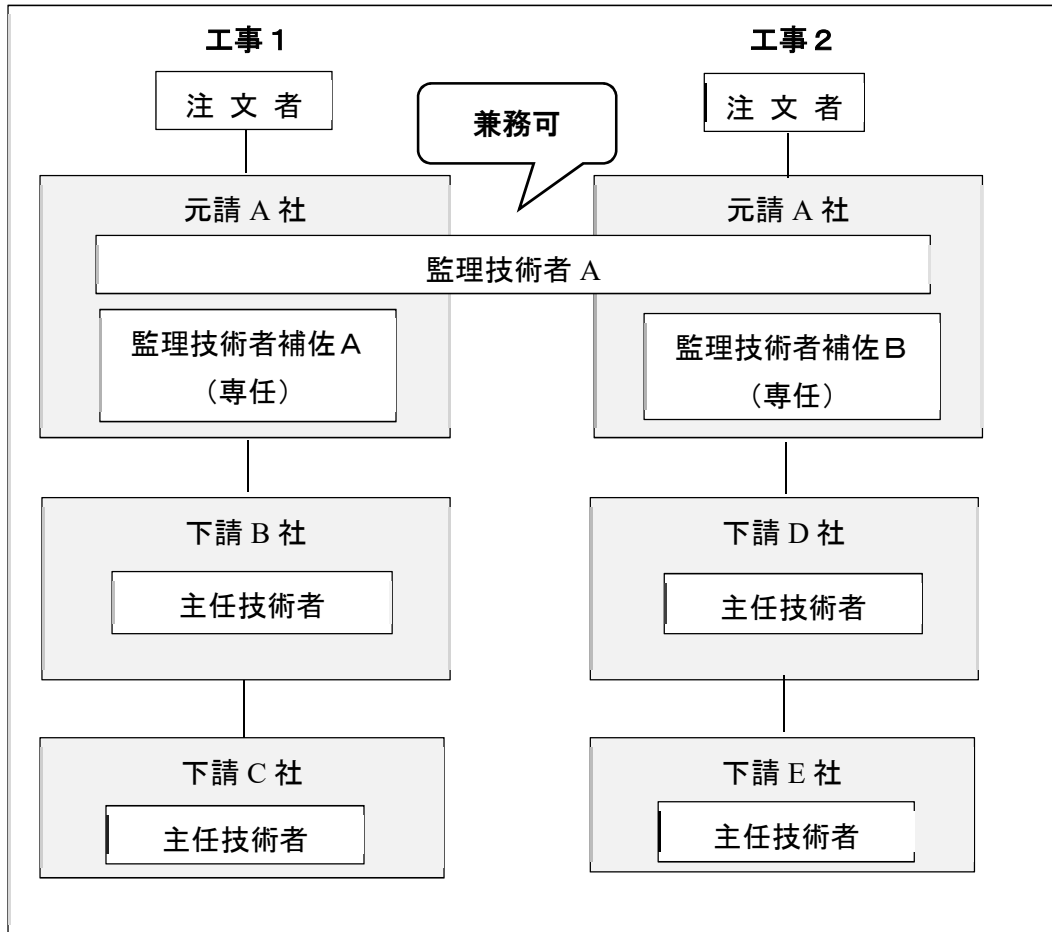 工事１
工事２
注 文 者
注 文 者
兼務可
元請 A 社
元請 A 社
監理技術者 A
監理技術者補佐Ａ
（専任）
監理技術者補佐Ｂ
（専任）
下請 B 社
主任技術者
下請 D 社
主任技術者
下請 C 社
主任技術者
下請 E 社
主任技術者